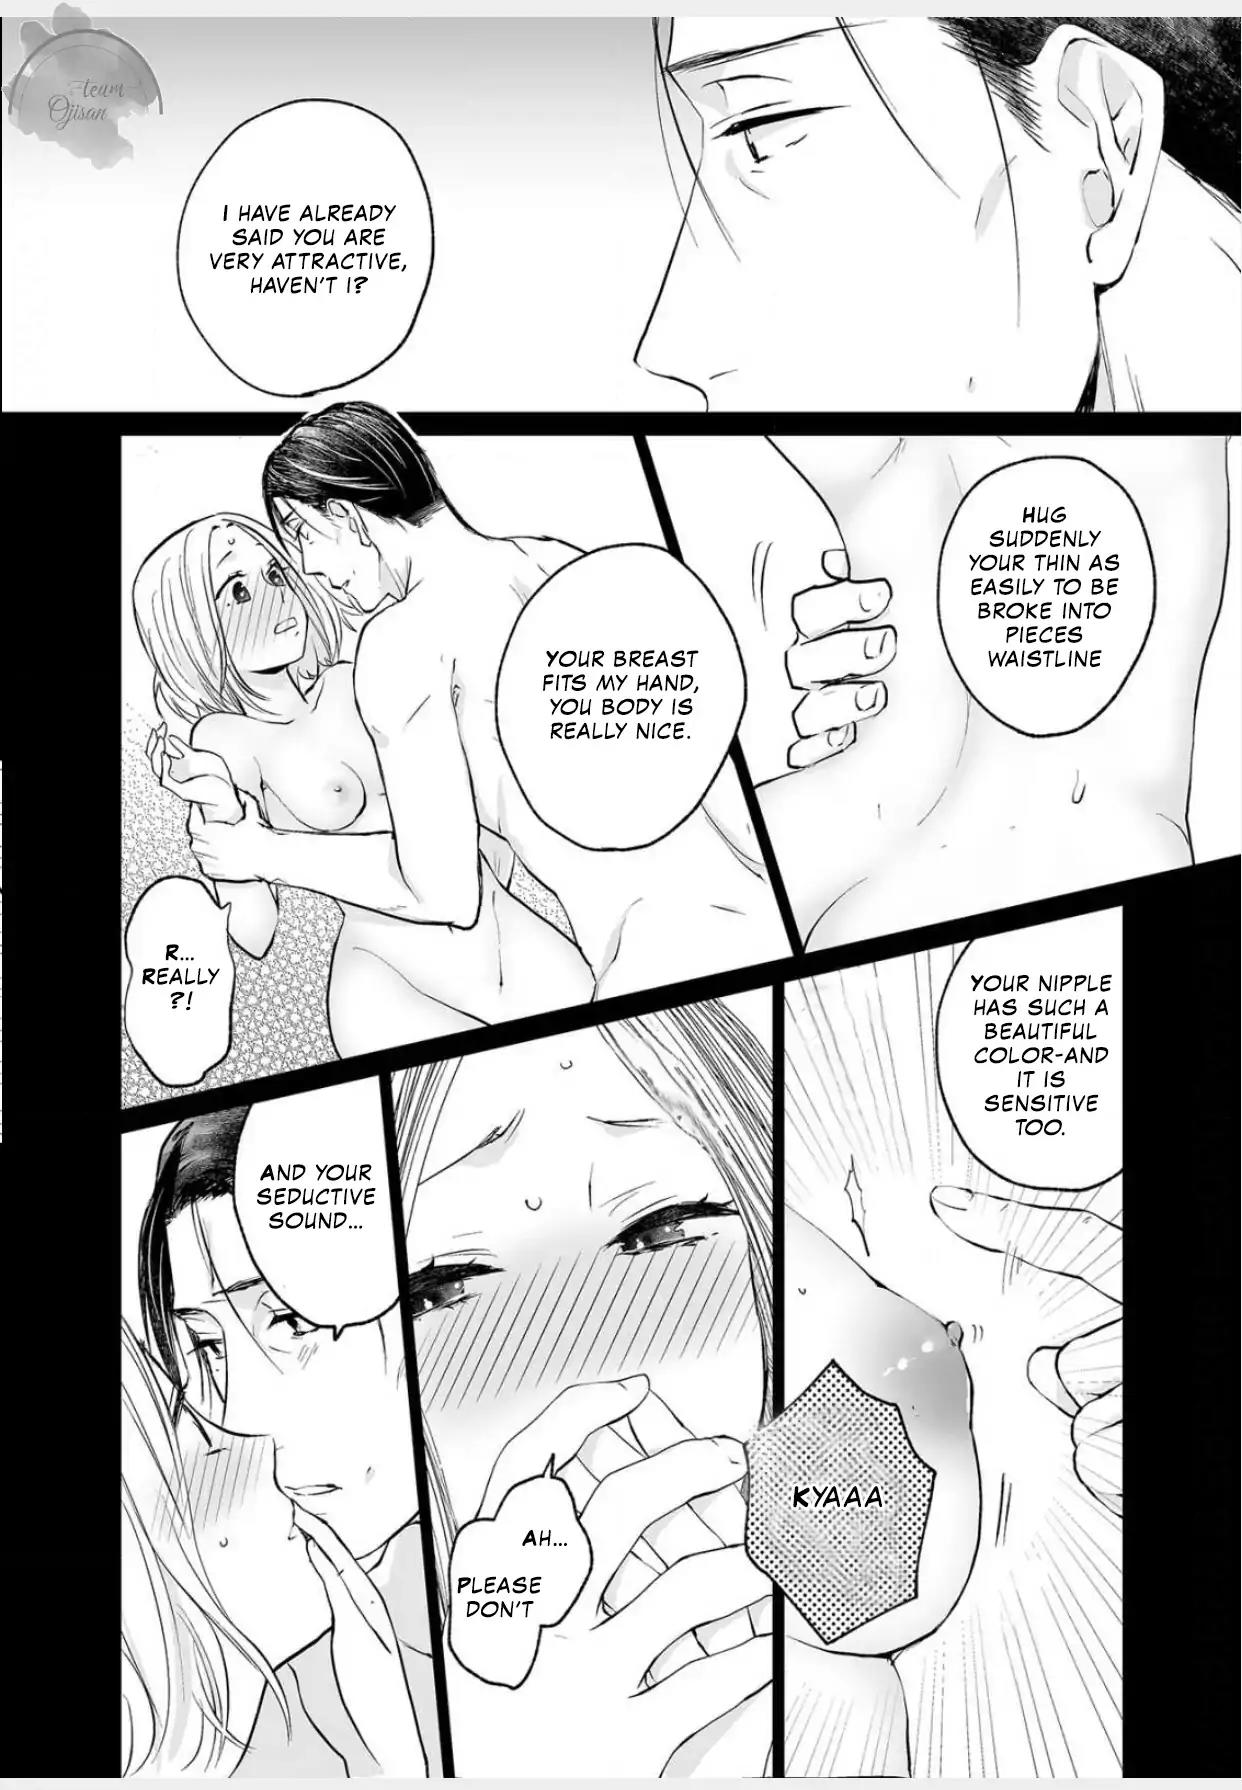 team
Ojisan
I HAVE ALREADY
SAID YOU ARE
VERY ATTRACTIVE,
HAVEN'T I?
HUG
SUDDENLY
YOUR THIN AS
EASILY TO BE
BROKE INTO
PIECES
WAISTLINE
YOUR BREAST
FITS MY HAND,
YOU BODY IS
REALLY NICE.
R...
REALLY
?!
YOUR NIPPLE
HAS SUCH A
BEAUTIFUL
COLOR-AND
IT IS
SENSITIVE
TOO.
KYAAA
AH...
PLEASE
DON'T
AND YOUR
SEDUCTIVE
SOUND...